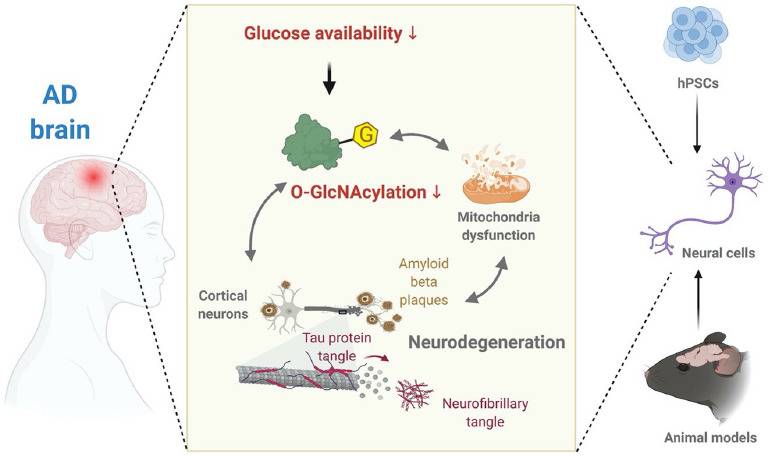 Glucose availability ↓
AD
brain
G
O-GlcNAcylation ↓
Mitochondria
dysfunction
Amyloid
beta
plaques
Cortical
neurons
Tau protein
tangle
Neurodegeneration
Neurofibrillary
tangle
hPSCs
Neural cells
Animal models